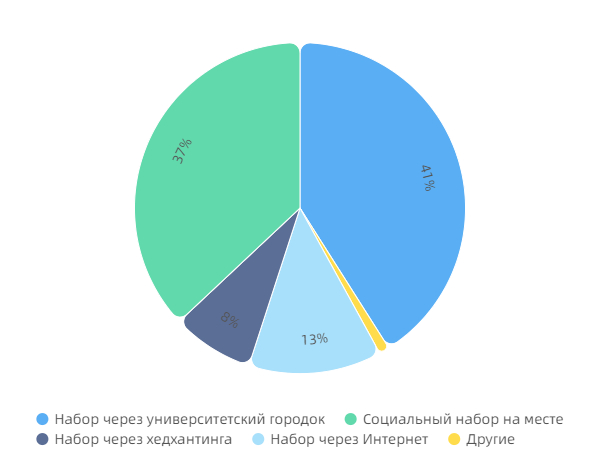 37%
41%
8%
13%
Набор через университетский городок Социальный набор на месте
Набор через хедхантинга Набор через Интернет Другие